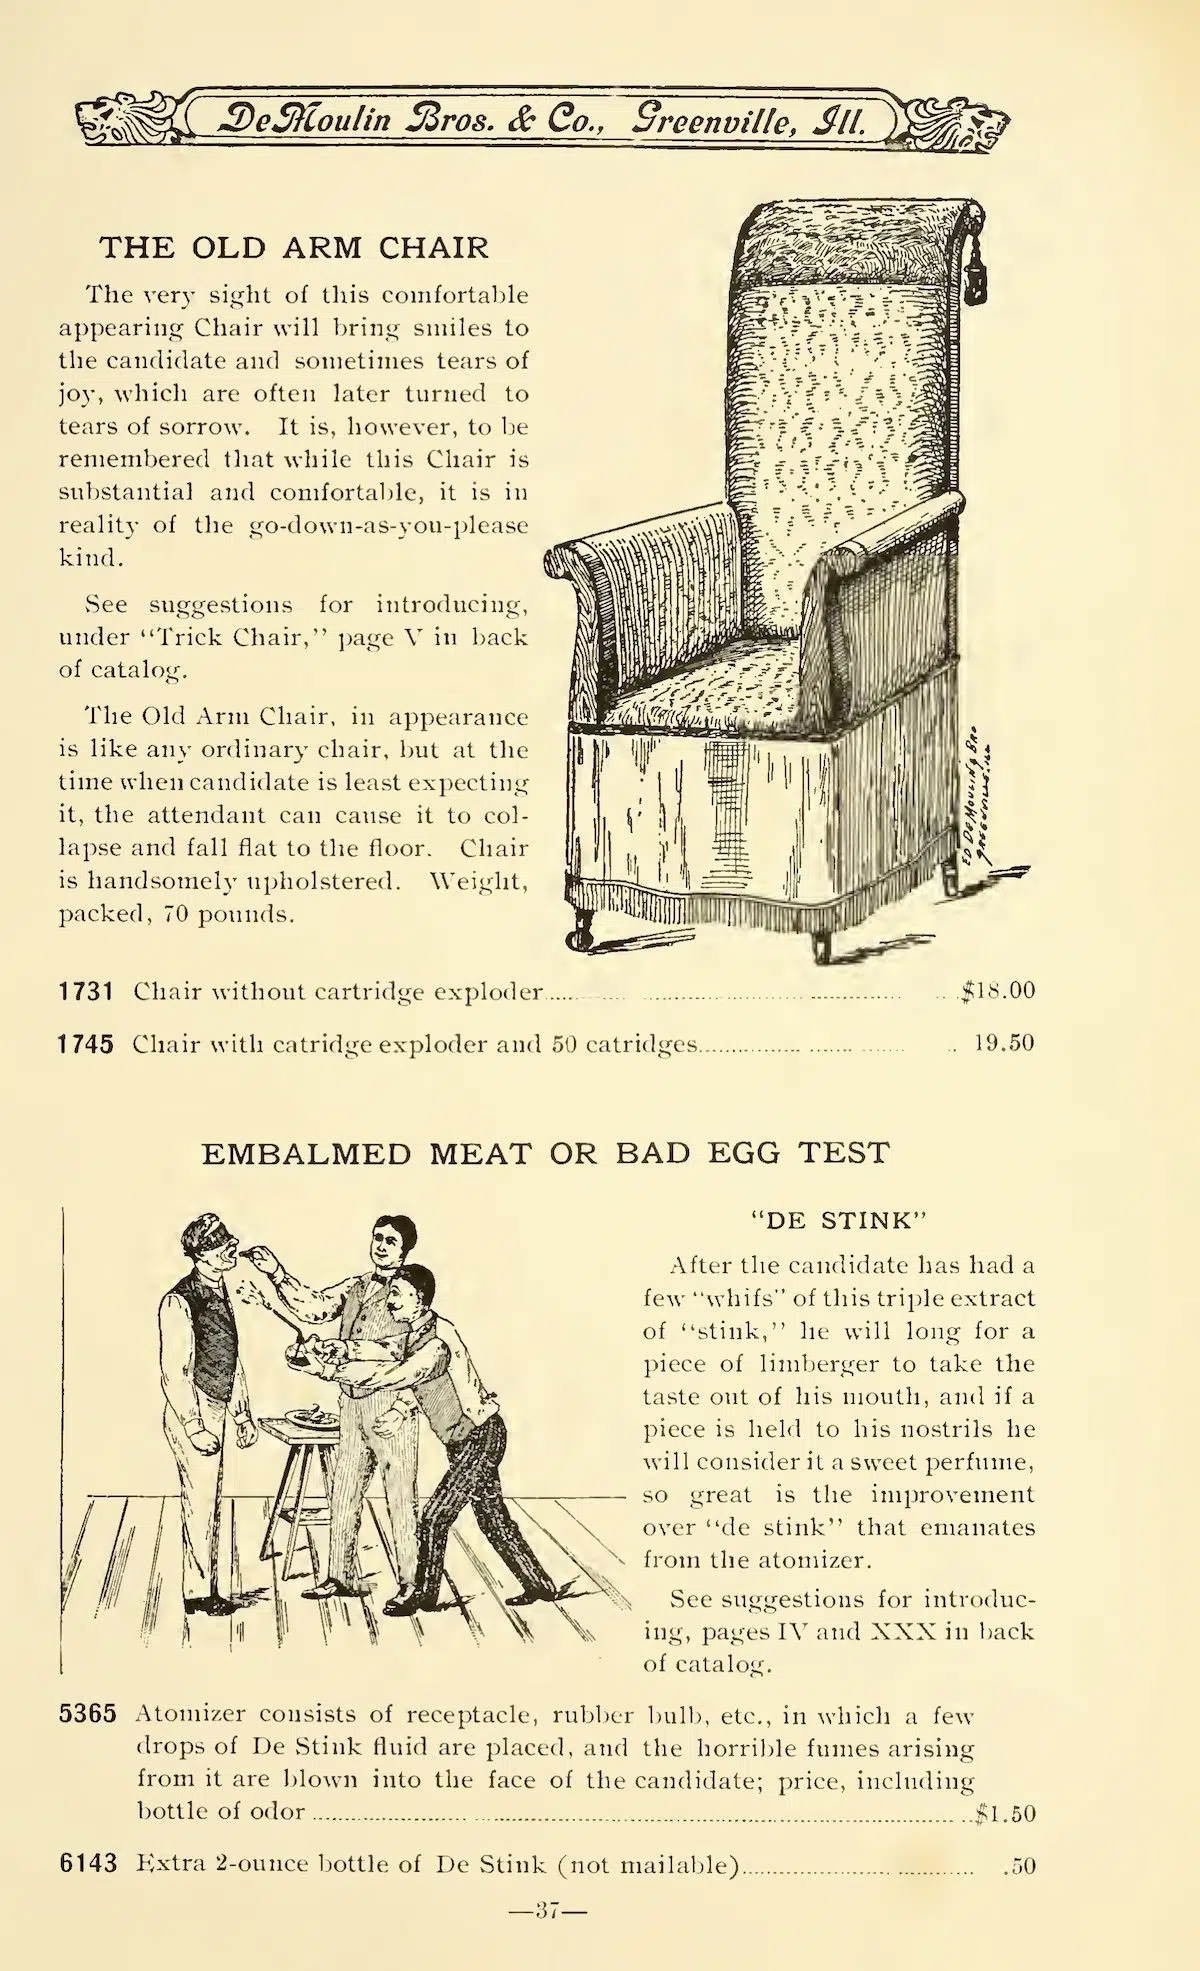 DeMoulin Bros. & Co., Greenville, Ill.
THE OLD ARM CHAIR
The very sight of this comfortable
appearing Chair will bring smiles to
the candidate and sometimes tears of
joy, which are often later turned to
tears of sorrow. It is, however, to be
remembered that while this Chair is
substantial and comfortable, it is in
reality of the go-down-as-you-please
kind.
See suggestions for introducing,
under “Trick Chair,” page V in back
of catalog.
The Old Arm Chair, in appearance
is like any ordinary chair, but at the
time when candidate is least expecting
it, the attendant can cause it to col-
lapse and fall flat to the floor. Chair
is handsomely upholstered. Weight,
packed, 70 pounds.
ED DEMOULIN & BRO
GREENVILLE. ILL
1731 Chair without cartridge exploder..... $18.00
1745 Chair with catridge exploder and 50 catridges..... 19.50
EMBALMED MEAT OR BAD EGG TEST
“DE STINK”
After the candidate has had a
few “whifs” of this triple extract
of “stink,” he will long for a
piece of limberger to take the
taste out of his mouth, and if a
piece is held to his nostrils he
will consider it a sweet perfume,
so great is the improvement
over “de stink” that emanates
from the atomizer.
See suggestions for introduc-
ing, pages IV and XXX in back
of catalog.
5365 Atomizer consists of receptacle, rubber bulb, etc., in which a few
drops of De Stink fluid are placed, and the horrible fumes arising
from it are blown into the face of the candidate; price, including
bottle of odor..... $1.50
6143 Extra 2-ounce bottle of De Stink (not mailable)..... .50
—37—